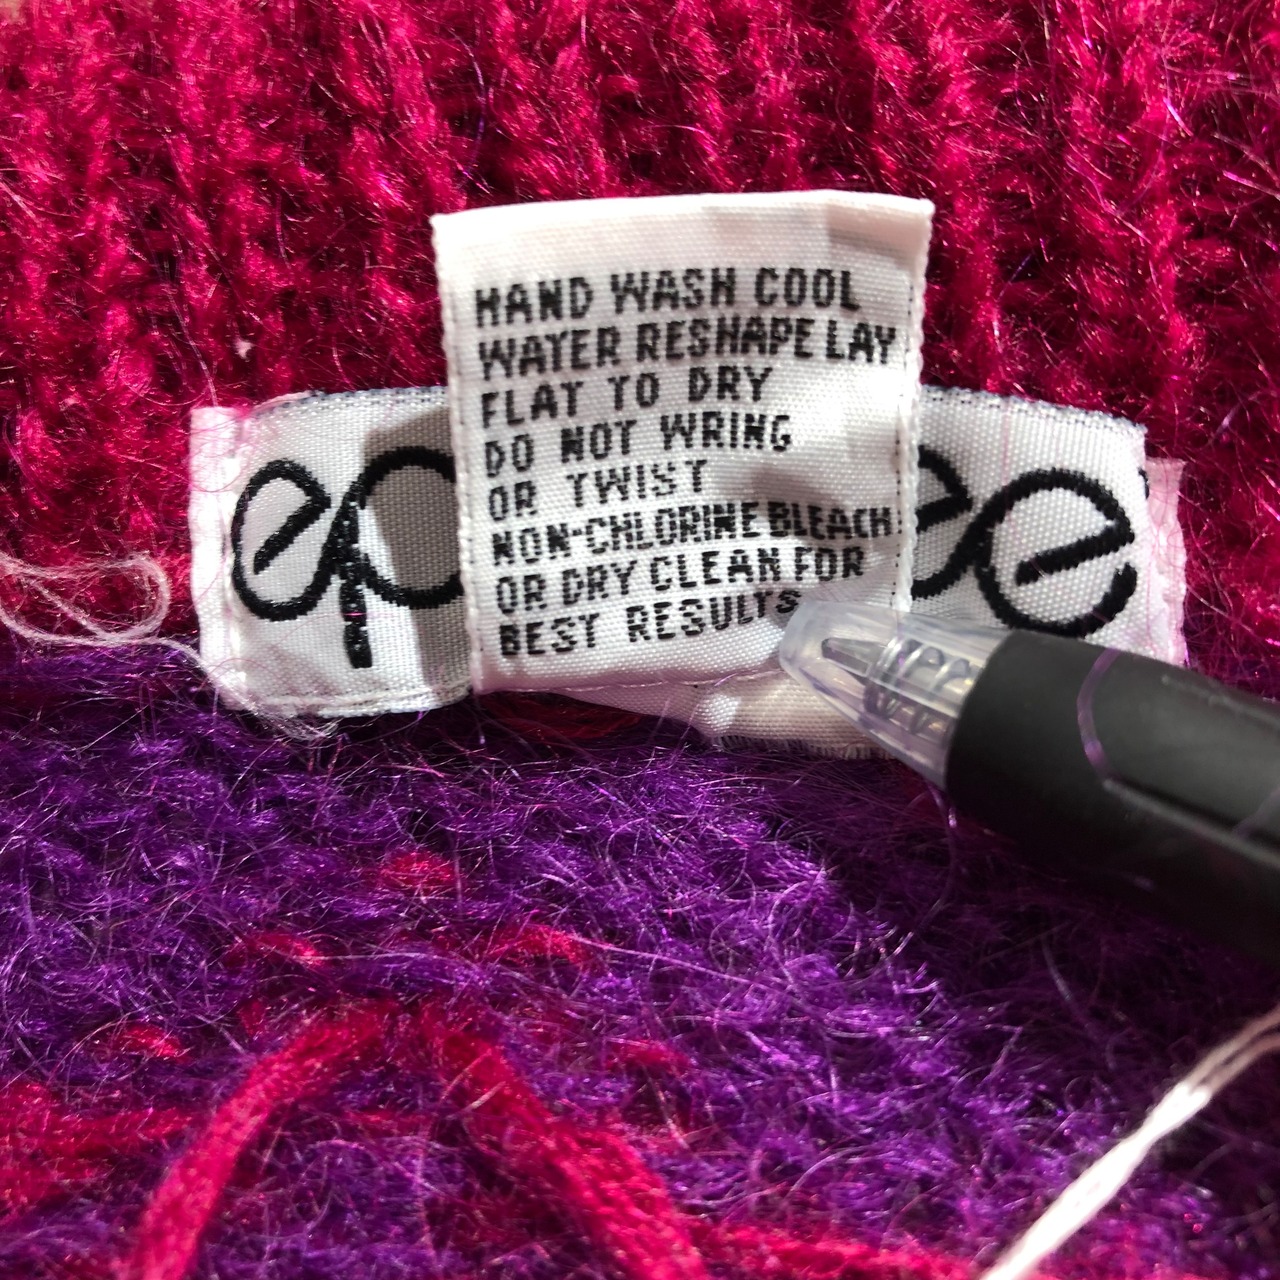 HAND WASH COOL
WATER RESHAPE LAY
FLAT TO DRY
DO NOT WRING
OR TWIST
NON-CHLORINE BLEACH
OR DRY CLEAN FOR
BEST RESULTS